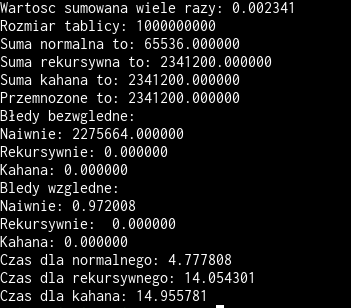 Wartosc sumowana wiele razy: 0.002341
Rozmiar tablicy: 1000000000
Suma normalna to: 65536.000000
Suma rekursywna to: 2341200.000000
Suma kahana to: 2341200.000000
Przemnozone to: 2341200.000000
Błedy bezwgledne:
Naiwnie: 2275664.000000
Rekursywnie: 0.000000
Kahana: 0.000000
Bledy wzgledne:
Naiwnie: 0.972008
Rekursywnie:  0.000000
Kahana: 0.000000
Czas dla normalnego: 4.777808
Czas dla rekursywnego: 14.054301
Czas dla kahana: 14.955781